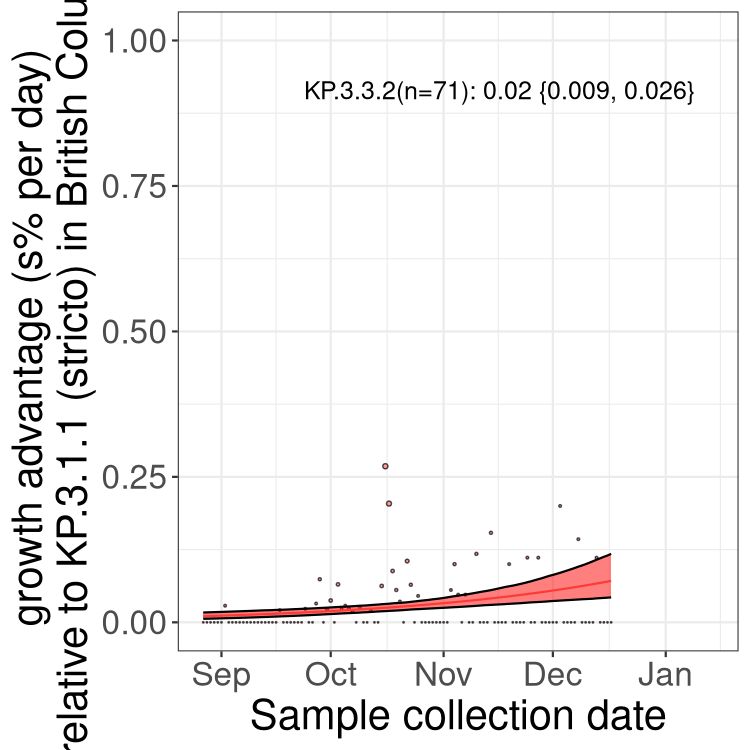 growth advantage (s% per day)
relative to KP.3.1.1 (stricto) in British Colu
1.00
0.75
0.50
0.25
0.00
KP.3.3.2(n=71): 0.02 {0.009, 0.026}
Sep Oct Nov Dec Jan
Sample collection date